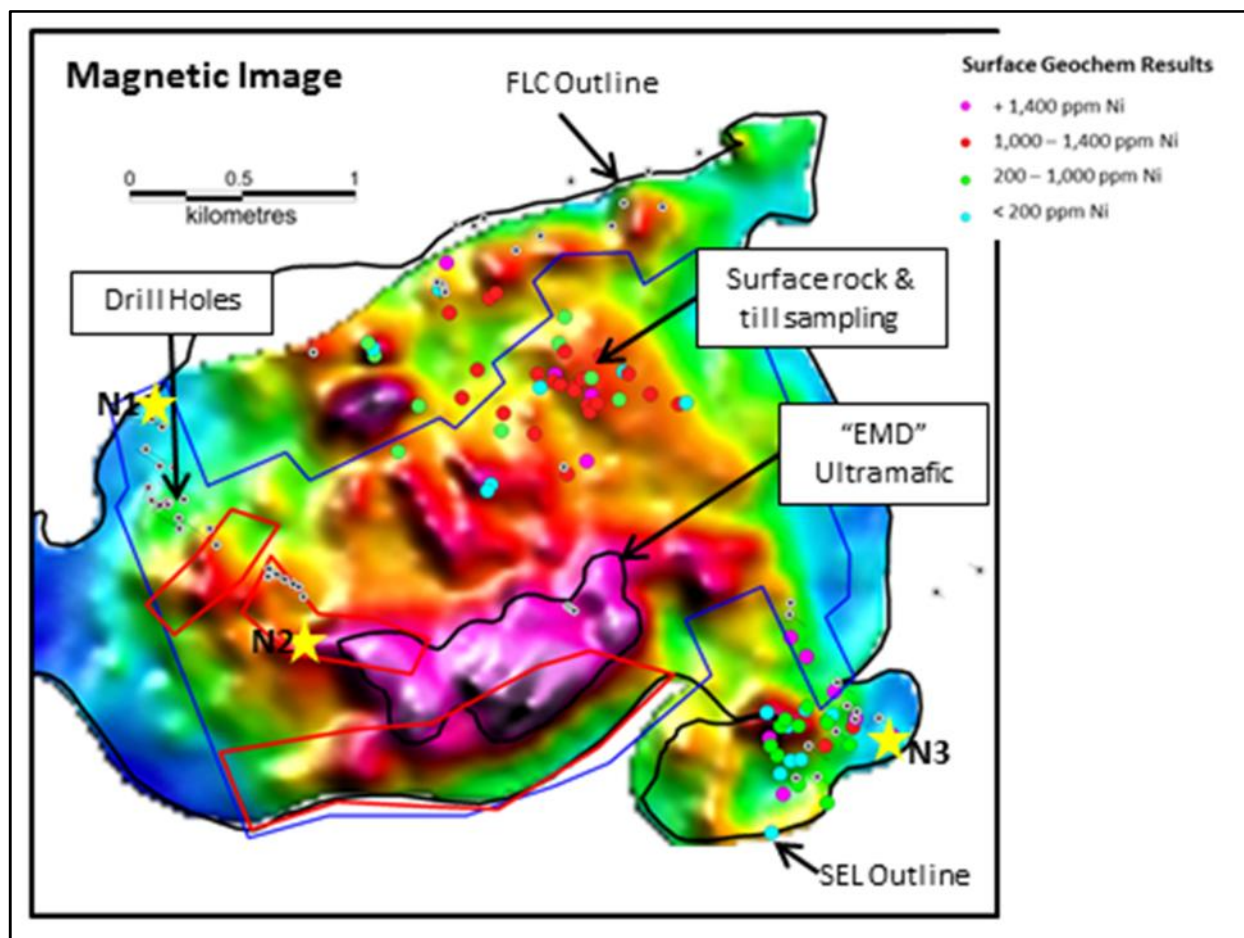 Magnetic Image
FLC Outline
Surface Geochem Results
+ 1,400 ppm Ni
1,000 – 1,400 ppm Ni
200 – 1,000 ppm Ni
< 200 ppm Ni
0 0.5 1
kilometres
Drill Holes
Surface rock &
till sampling
N1
"EMD"
Ultramafic
N2
N3
SEL Outline